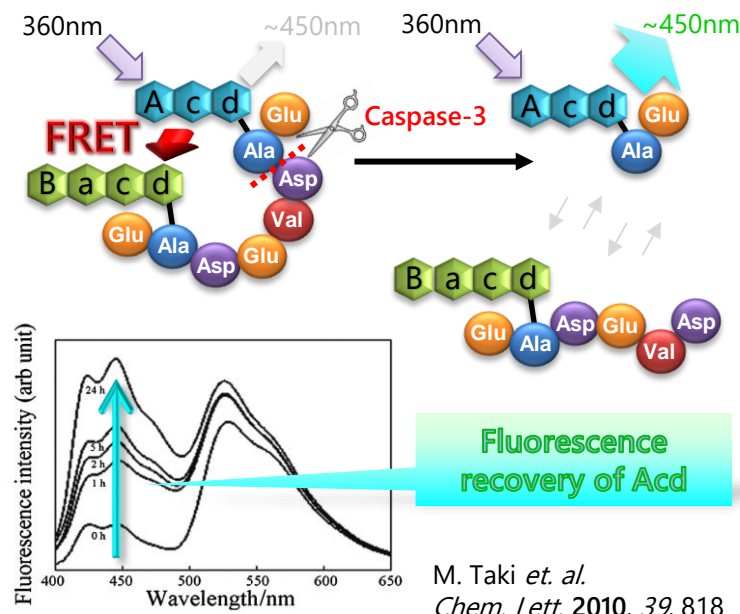 360nm
~450nm
360nm
~450nm
A c d
Glu
A c d
Glu
FRET
Caspase-3
Ala
Ala
B a c d
Asp
Val
Glu
Ala
Asp
Glu
B a c d
Glu
Ala
Asp
Glu
Val
Asp
Fluorescence intensity (arb unit)
24 h
5 h
2 h
1 h
0 h
400 450 500 550 600 650
Wavelength/nm
Fluorescence
recovery of Acd
M. Taki et. al.
Chem. Lett. 2010, 39, 818